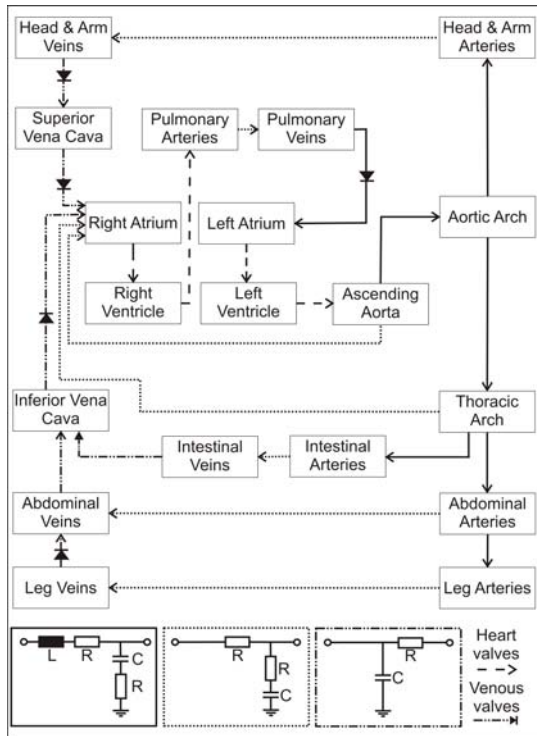 Head & Arm
Veins
Head & Arm
Arteries
Superior
Vena Cava
Pulmonary
Arteries
Pulmonary
Veins
Right Atrium
Left Atrium
Aortic Arch
Right
Ventricle
Left
Ventricle
Ascending
Aorta
Inferior Vena
Cava
Thoracic
Arch
Intestinal
Veins
Intestinal
Arteries
Abdominal
Veins
Abdominal
Arteries
Leg Veins
Leg Arteries
L
R
C
R
R
R
C
R
C
Heart
valves
Venous
valves